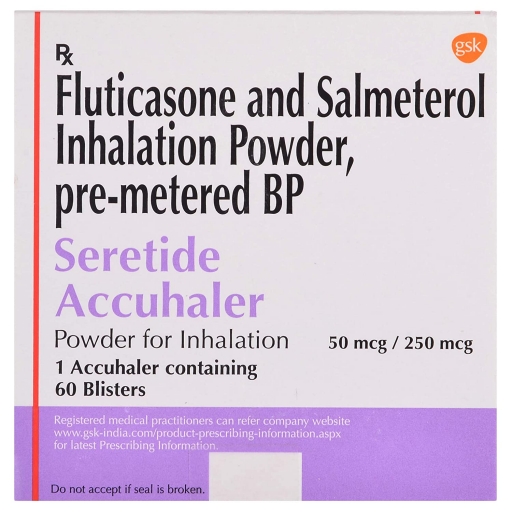 Rx
gsk
Fluticasone and Salmeterol
Inhalation Powder,
pre-metered BP
Seretide
Accuhaler
Powder for Inhalation 50 mcg / 250 mcg
1 Accuhaler containing
60 Blisters
Registered medical practitioners can refer company website
www.gsk-india.com/product-prescribing-information.aspx
for latest Prescribing Information.
Do not accept if seal is broken.